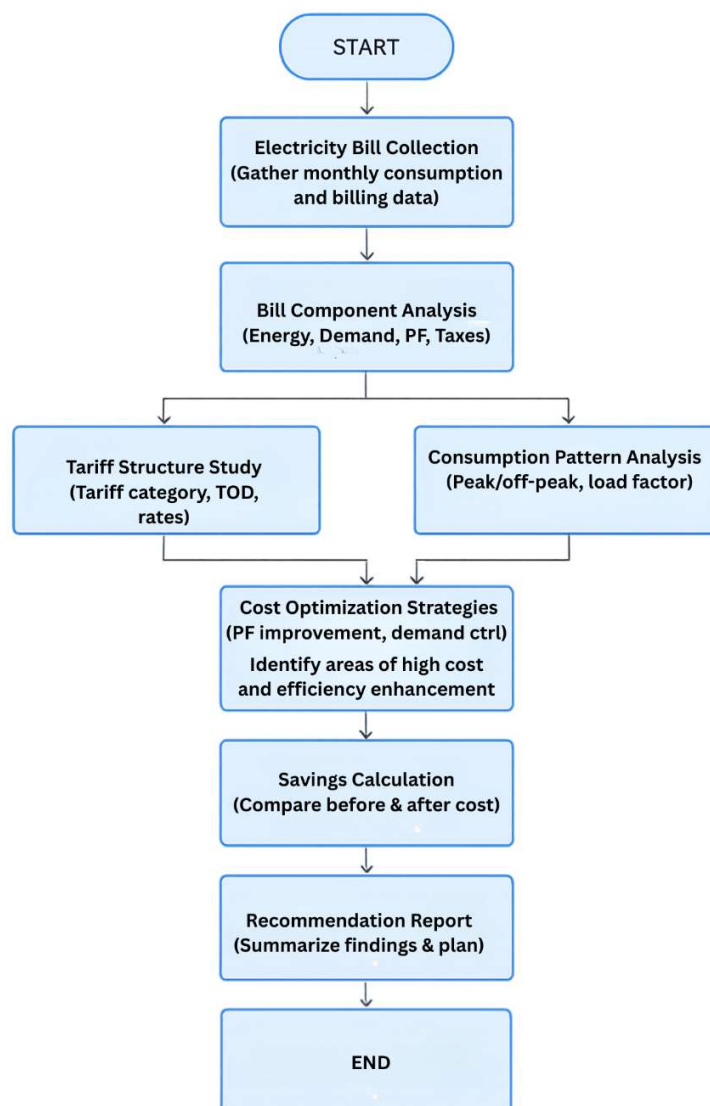 START
Electricity Bill Collection
(Gather monthly consumption
and billing data)
Bill Component Analysis
(Energy, Demand, PF, Taxes)
Tariff Structure Study
(Tariff category, TOD,
rates)
Consumption Pattern Analysis
(Peak/off-peak, load factor)
Cost Optimization Strategies
(PF improvement, demand ctrl)
Identify areas of high cost
and efficiency enhancement
Savings Calculation
(Compare before & after cost)
Recommendation Report
(Summarize findings & plan)
END